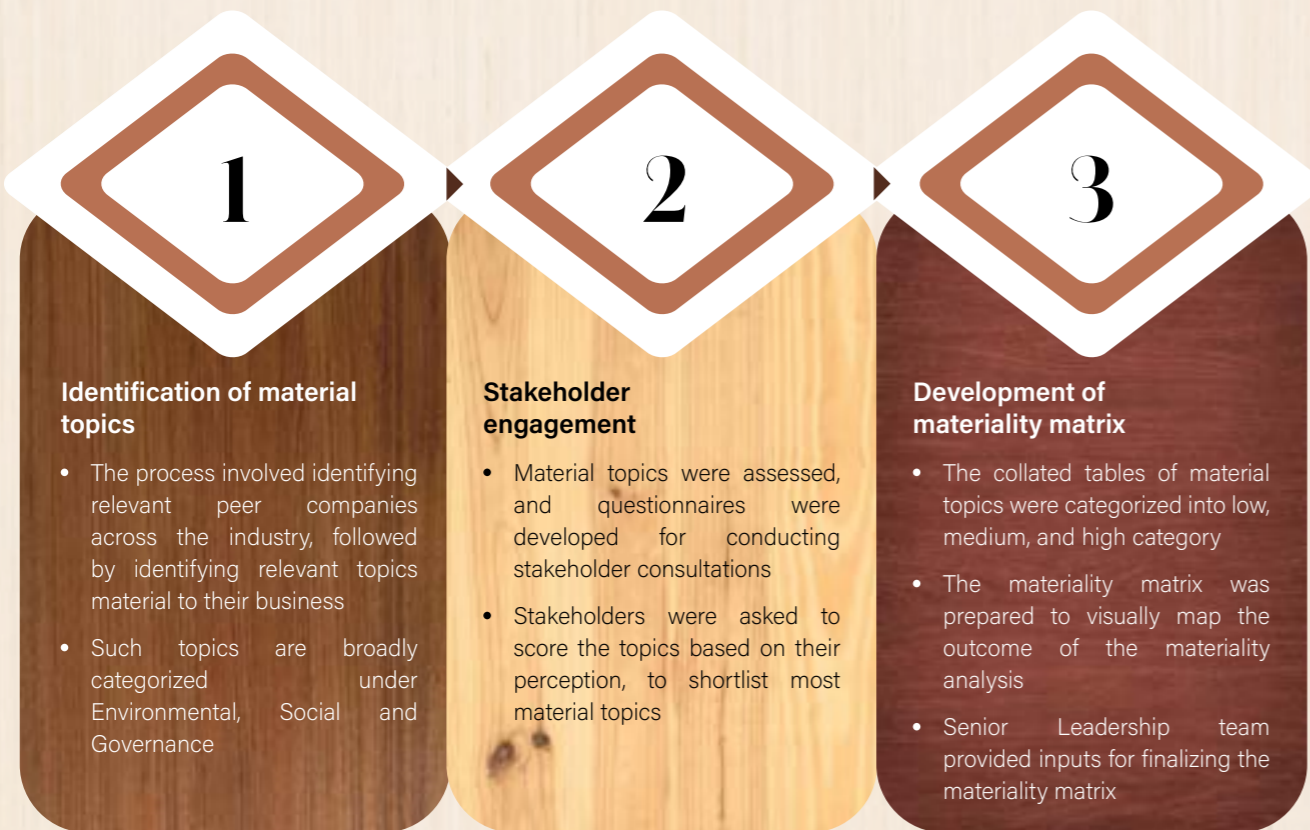 1
Identification of material
topics
• The process involved identifying
relevant peer companies
across the industry, followed
by identifying relevant topics
material to their business
• Such topics are broadly
categorized under
Environmental, Social and
Governance
2
Stakeholder
engagement
• Material topics were assessed,
and questionnaires were
developed for conducting
stakeholder consultations
• Stakeholders were asked to
score the topics based on their
perception, to shortlist most
material topics
3
Development of
materiality matrix
• The collated tables of material
topics were categorized into low,
medium, and high category
• The materiality matrix was
prepared to visually map the
outcome of the materiality
analysis
• Senior Leadership team
provided inputs for finalizing the
materiality matrix